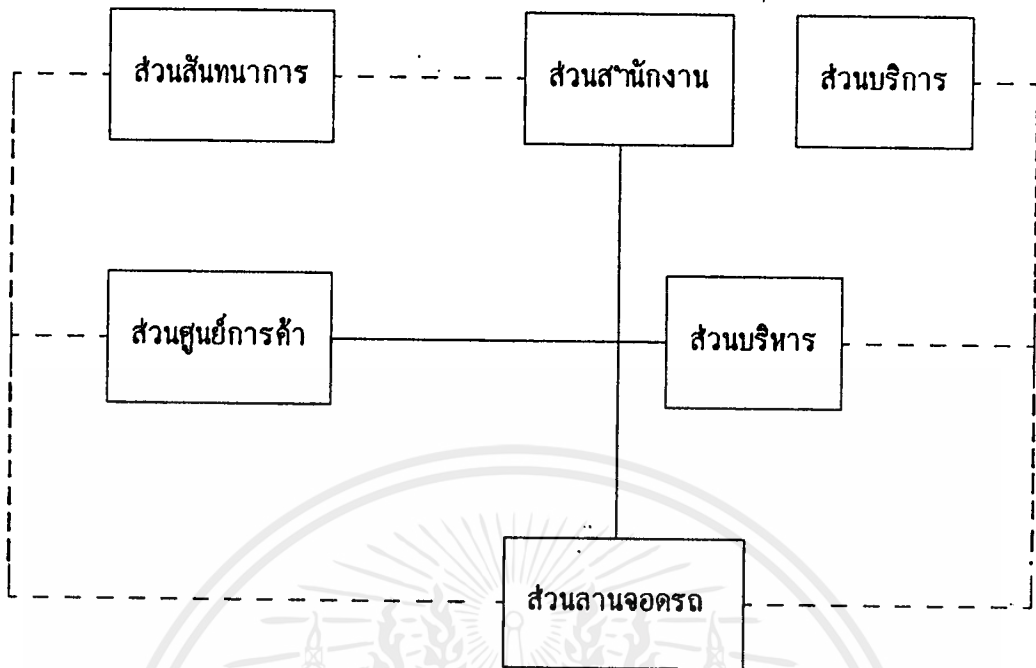 ส่วนสันทนาการ
ส่วนสำนักงาน
ส่วนบริการ
ส่วนศูนย์การค้า
ส่วนบริหาร
ส่วนลานจอดรถ